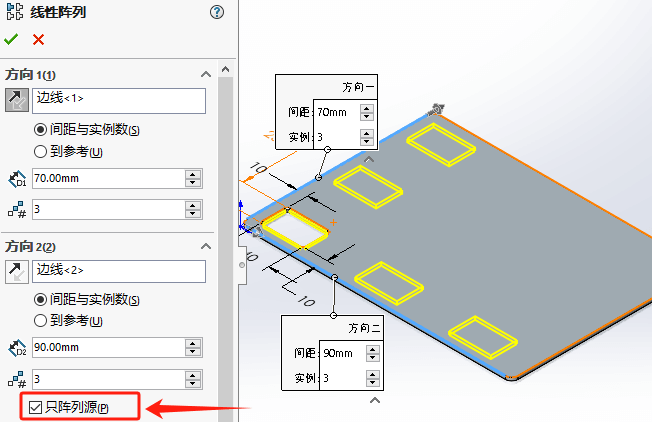 线性阵列
方向 1(1)
边线<1>
间距与实例数(S)
到参考(U)
D1
70.00mm
#
3
方向 2(2)
边线<2>
间距与实例数(S)
到参考(U)
D2
90.00mm
#
3
只阵列源(P)
方向一
间距: 70mm
实例: 3
10
10
方向二
间距: 90mm
实例: 3